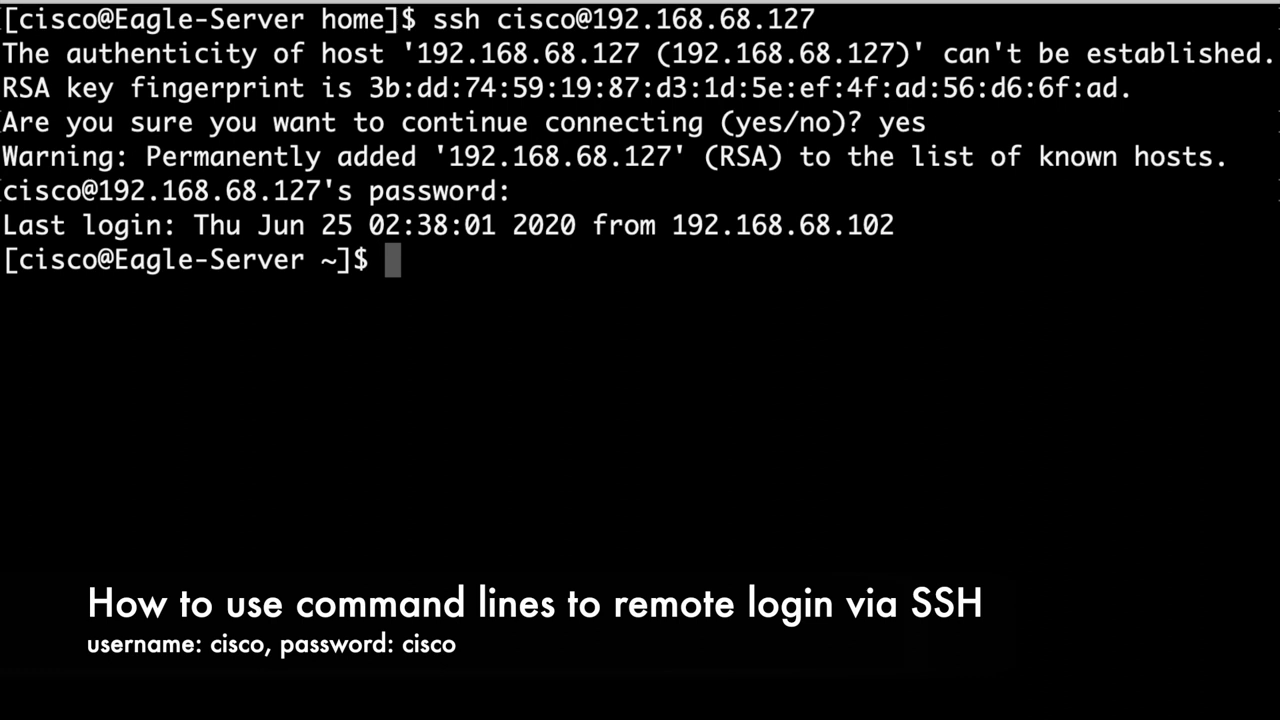 [cisco@Eagle-Server home]$ ssh cisco@192.168.68.127
The authenticity of host '192.168.68.127 (192.168.68.127)' can't be established.
RSA key fingerprint is 3b:dd:74:59:19:87:d3:1d:5e:ef:4f:ad:56:d6:6f:ad.
Are you sure you want to continue connecting (yes/no)? yes
Warning: Permanently added '192.168.68.127' (RSA) to the list of known hosts.
cisco@192.168.68.127's password:
Last login: Thu Jun 25 02:38:01 2020 from 192.168.68.102
[cisco@Eagle-Server ~]$
How to use command lines to remote login via SSH
username: cisco, password: cisco